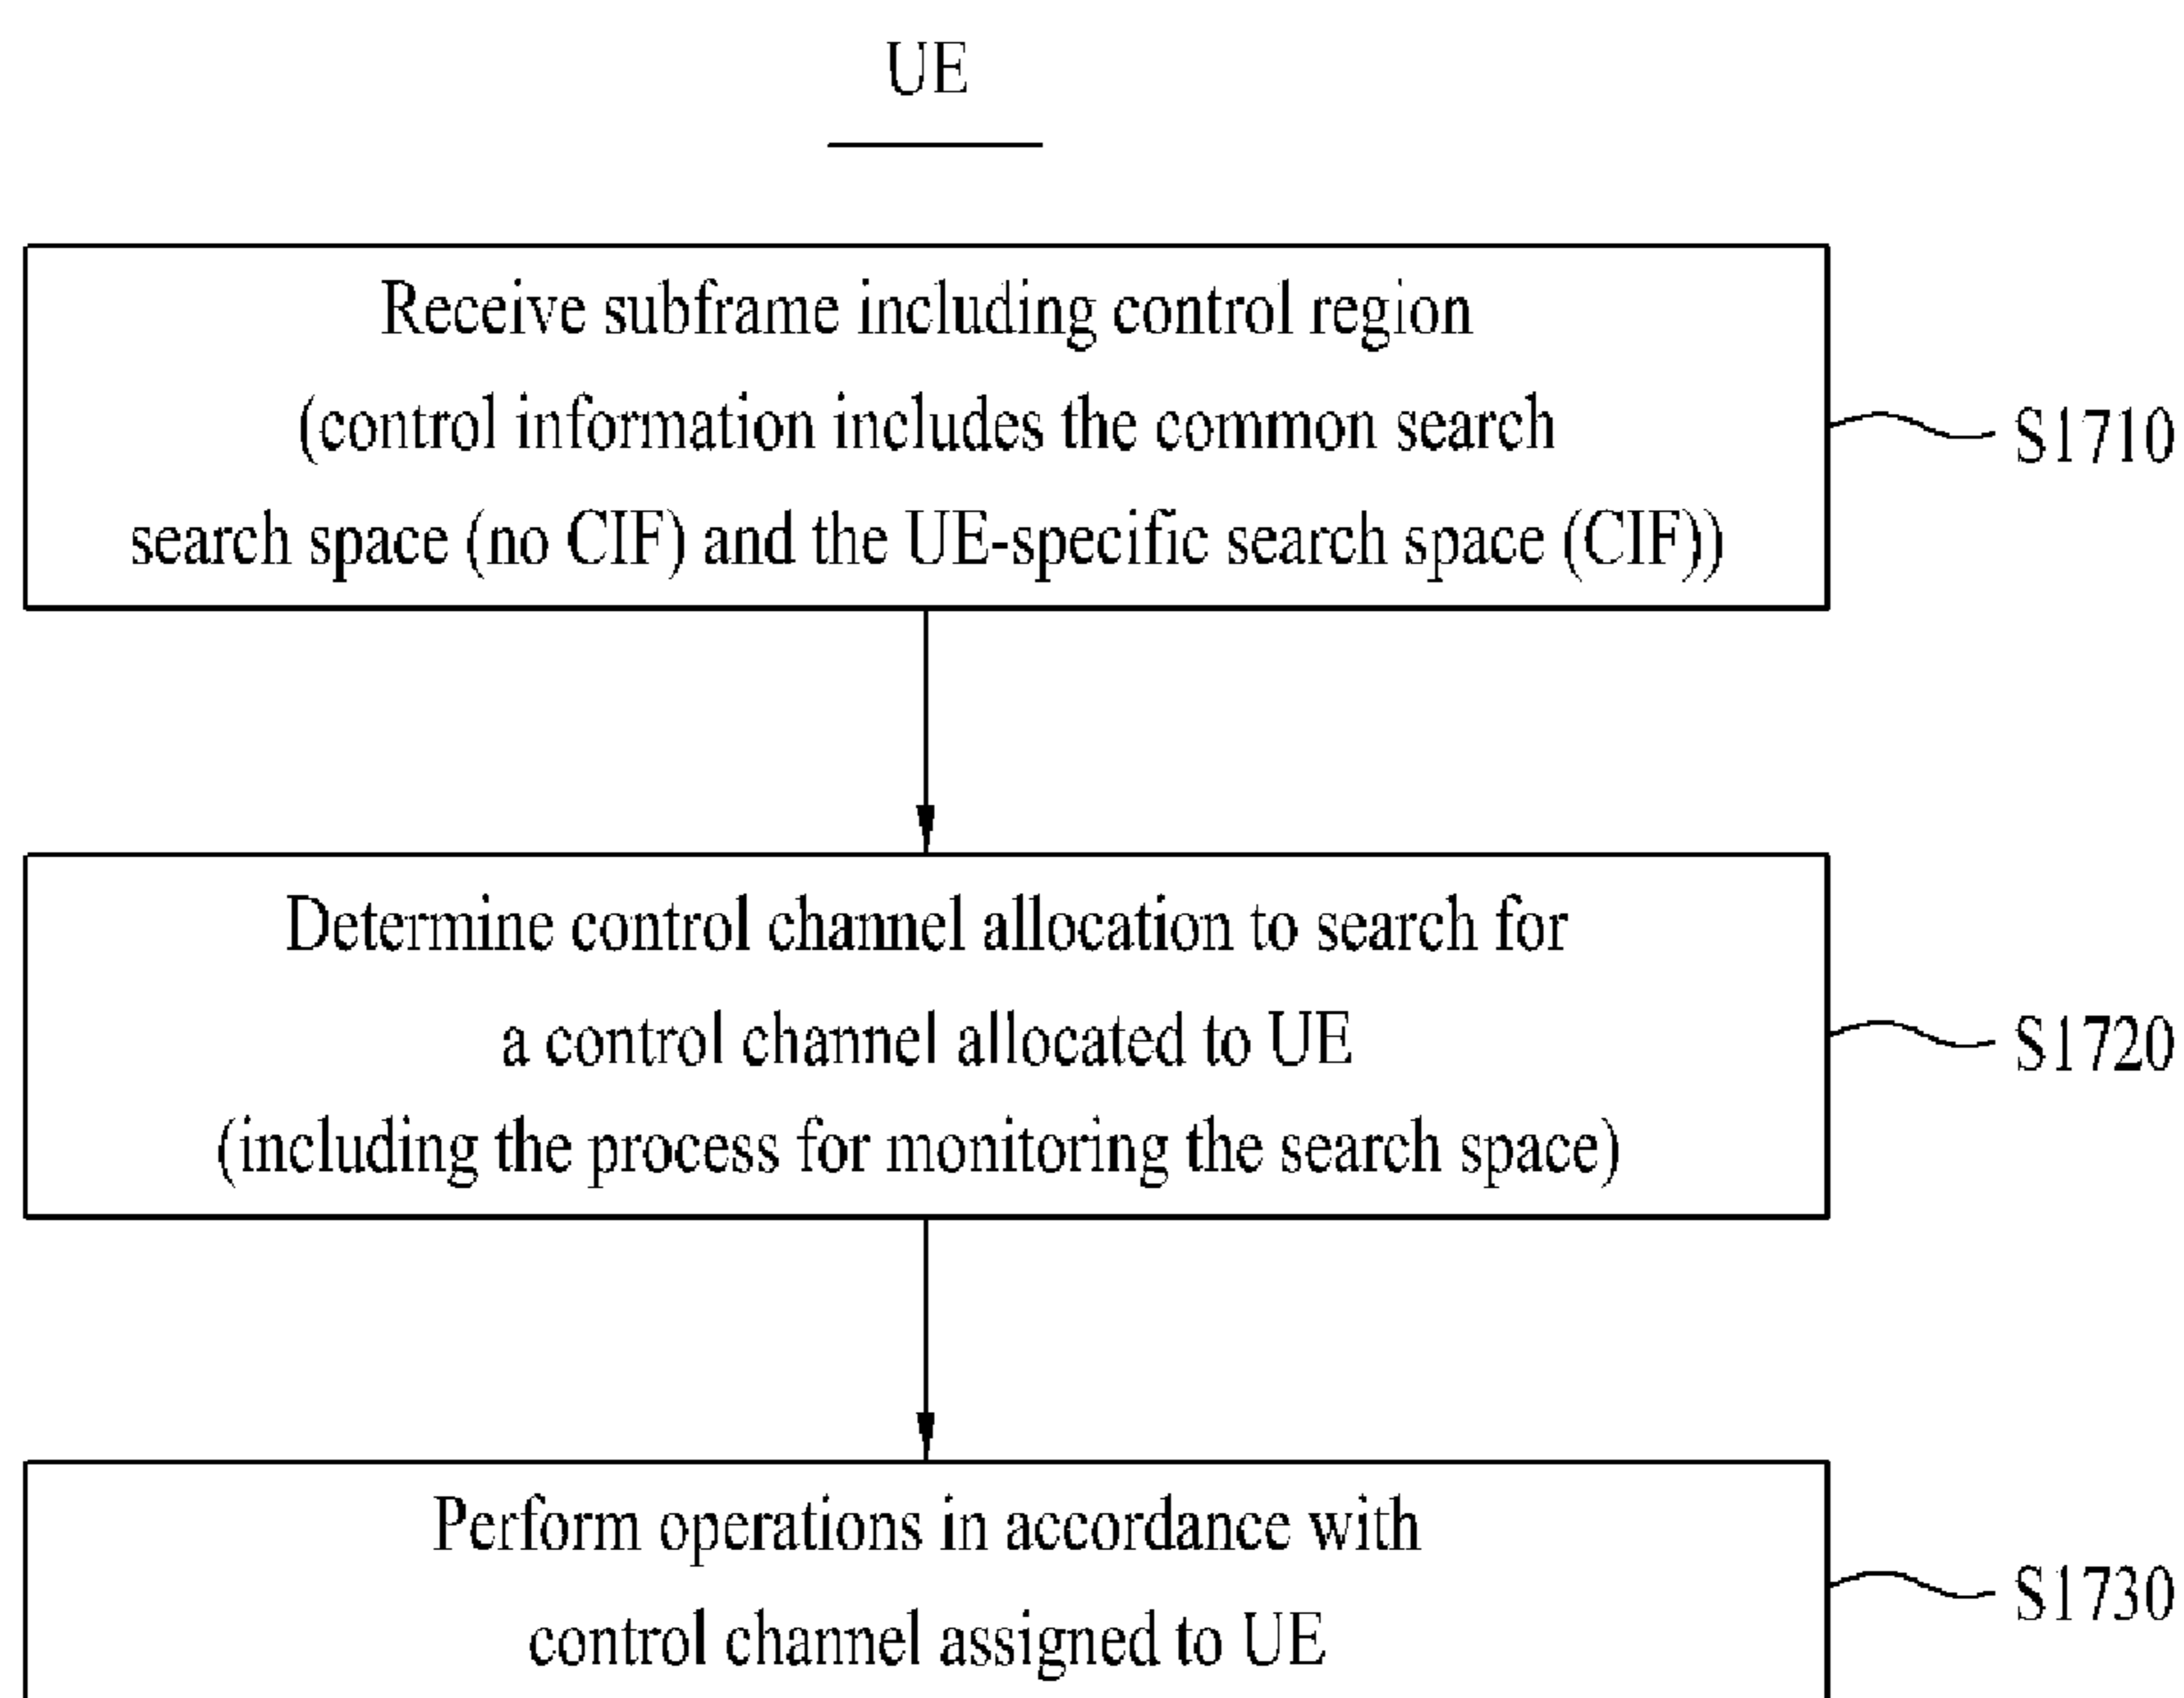 UE
Receive subframe including control region
(control information includes the common search
search space (no CIF) and the UE-specific search space (CIF))
S1710
Determine control channel allocation to search for
a control channel allocated to UE
(including the process for monitoring the search space)
S1720
Perform operations in accordance with
control channel assigned to UE
S1730